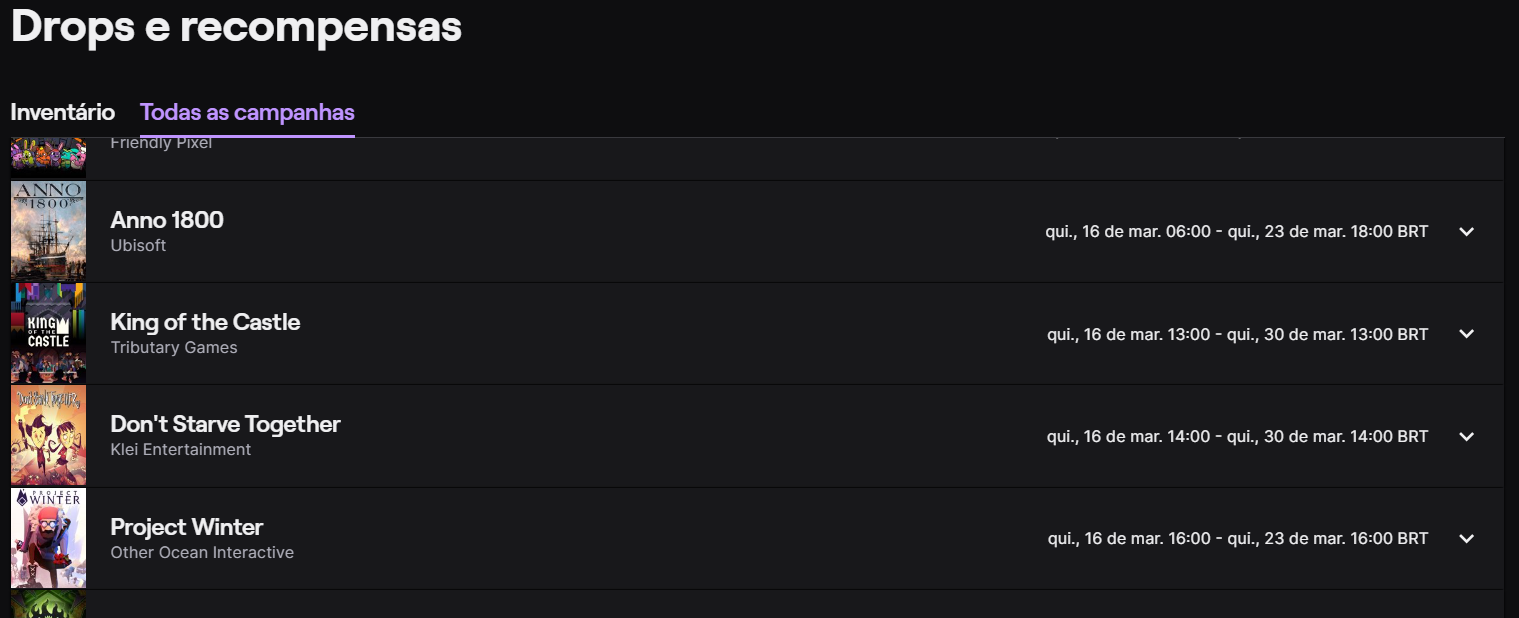 Drops e recompensas
Inventário
Todas as campanhas
Friendly Pixel
ANNO
1800
Anno 1800
Ubisoft
qui., 16 de mar. 06:00 - qui., 23 de mar. 18:00 BRT
KING
OF THE
CASTLE
King of the Castle
Tributary Games
qui., 16 de mar. 13:00 - qui., 30 de mar. 13:00 BRT
Don't Starve Together
Don't Starve Together
Klei Entertainment
qui., 16 de mar. 14:00 - qui., 30 de mar. 14:00 BRT
PROJECT
WINTER
Project Winter
Other Ocean Interactive
qui., 16 de mar. 16:00 - qui., 23 de mar. 16:00 BRT